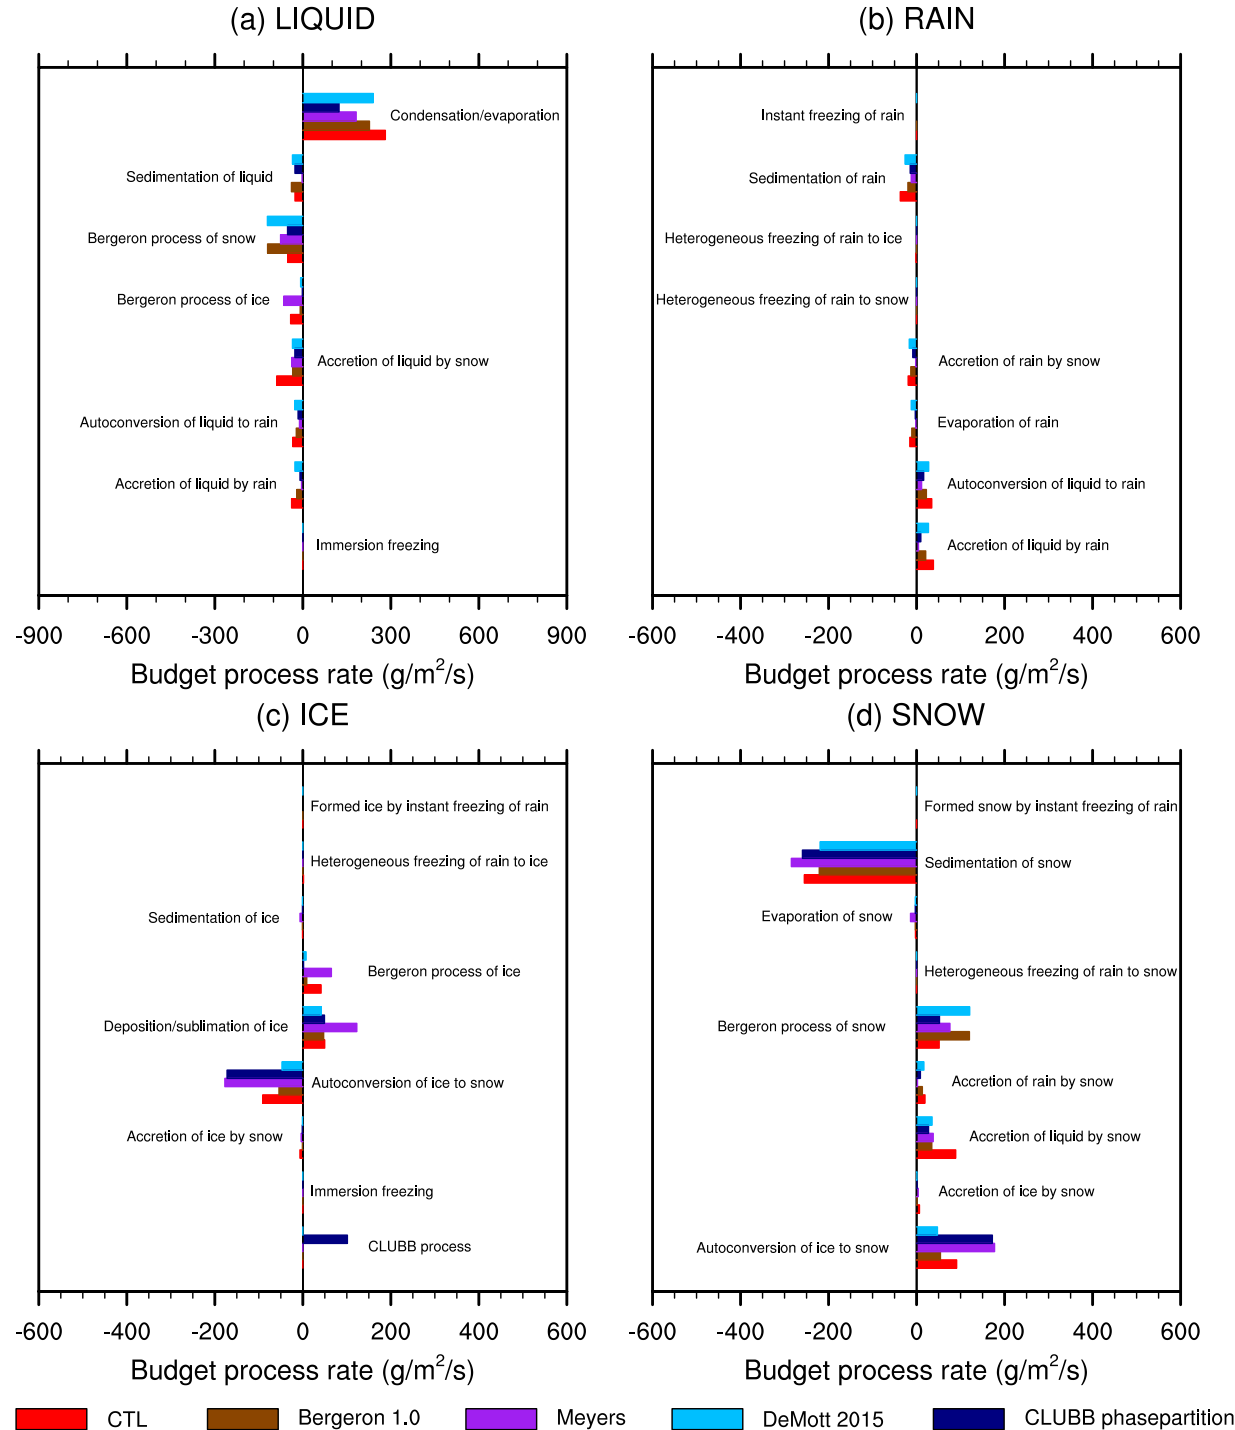 (a) LIQUID
Condensation/evaporation
Sedimentation of liquid
Bergeron process of snow
Bergeron process of ice
Accretion of liquid by snow
Autoconversion of liquid to rain
Accretion of liquid by rain
Immersion freezing
-900 -600 -300 0 300 600 900
Budget process rate (g/m²/s)
(b) RAIN
Instant freezing of rain
Sedimentation of rain
Heterogeneous freezing of rain to ice
Heterogeneous freezing of rain to snow
Accretion of rain by snow
Evaporation of rain
Autoconversion of liquid to rain
Accretion of liquid by rain
-600 -400 -200 0 200 400 600
Budget process rate (g/m²/s)
(c) ICE
Formed ice by instant freezing of rain
Heterogeneous freezing of rain to ice
Sedimentation of ice
Bergeron process of ice
Deposition/sublimation of ice
Autoconversion of ice to snow
Accretion of ice by snow
Immersion freezing
CLUBB process
-600 -400 -200 0 200 400 600
Budget process rate (g/m²/s)
(d) SNOW
Formed snow by instant freezing of rain
Sedimentation of snow
Evaporation of snow
Heterogeneous freezing of rain to snow
Bergeron process of snow
Accretion of rain by snow
Accretion of liquid by snow
Accretion of ice by snow
Autoconversion of ice to snow
-600 -400 -200 0 200 400 600
Budget process rate (g/m²/s)
CTL Bergeron 1.0 Meyers DeMott 2015 CLUBB phasepartition